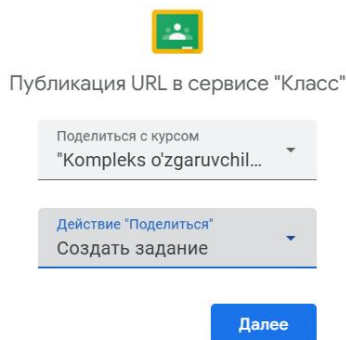 Публикация URL в сервисе "Класс"
Поделиться с курсом
"Kompleks o'zgaruvchil...
Действие "Поделиться"
Создать задание
Далее